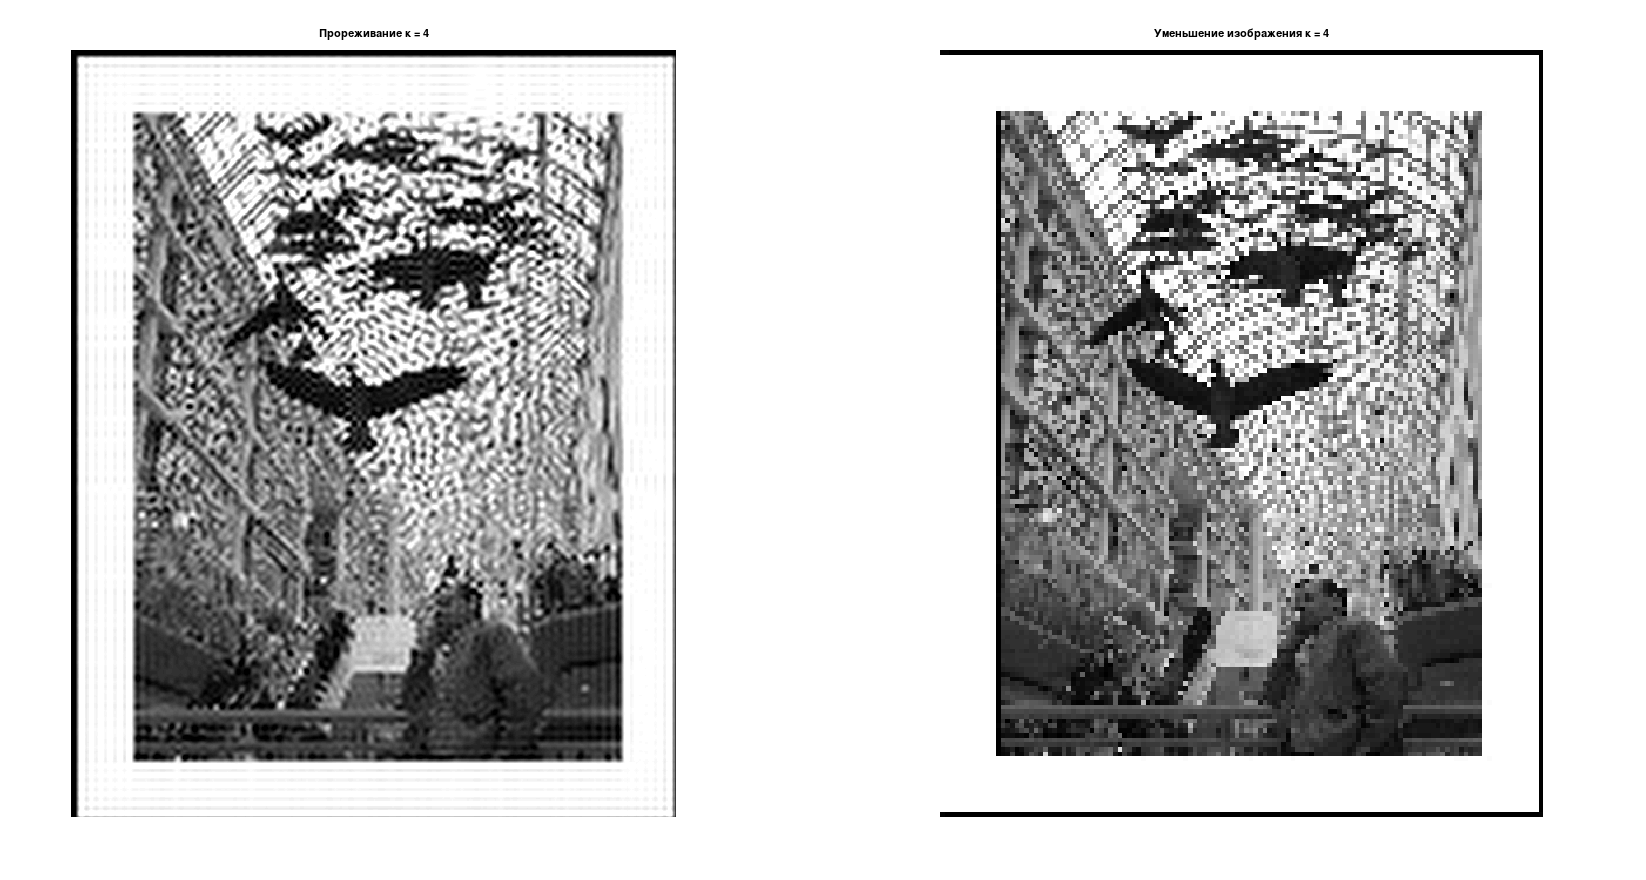 Прореживание к = 4
Уменьшение изображения к = 4